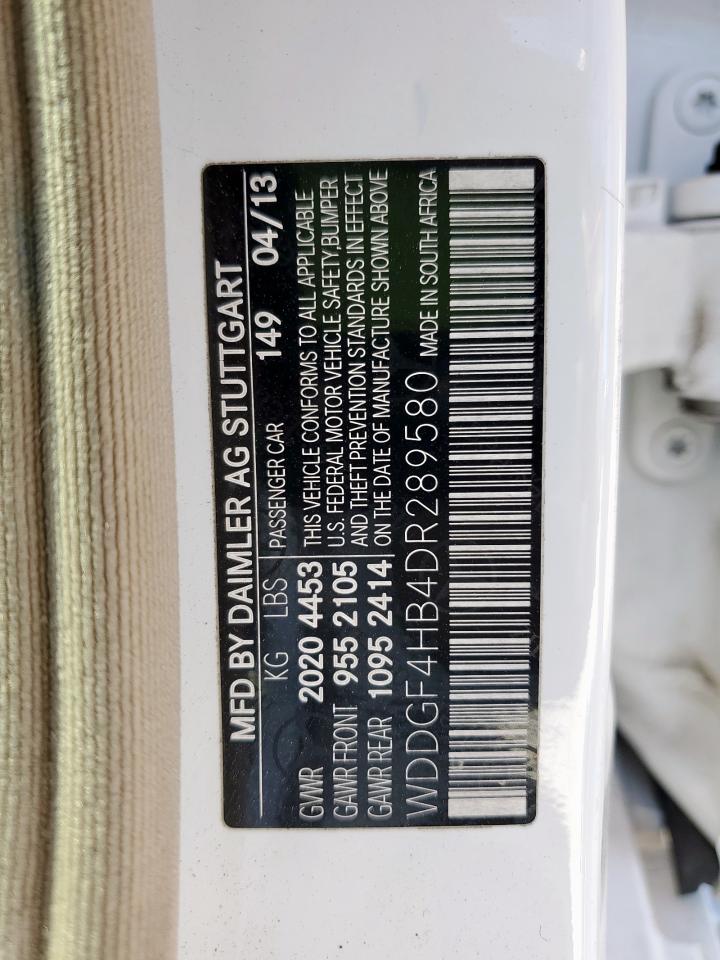 MFD BY DAIMLER AG STUTTGART
KG LBS PASSENGER CAR 149 04/13
GWR 2020 4453 THIS VEHICLE CONFORMS TO ALL APPLICABLE
GAWR FRONT 955 2105 U.S. FEDERAL MOTOR VEHICLE SAFETY,BUMPER
GAWR REAR 1095 2414 AND THEFT PREVENTION STANDARDS IN EFFECT
ON THE DATE OF MANUFACTURE SHOWN ABOVE
WDDGF4HB4DR289580 MADE IN SOUTH AFRICA